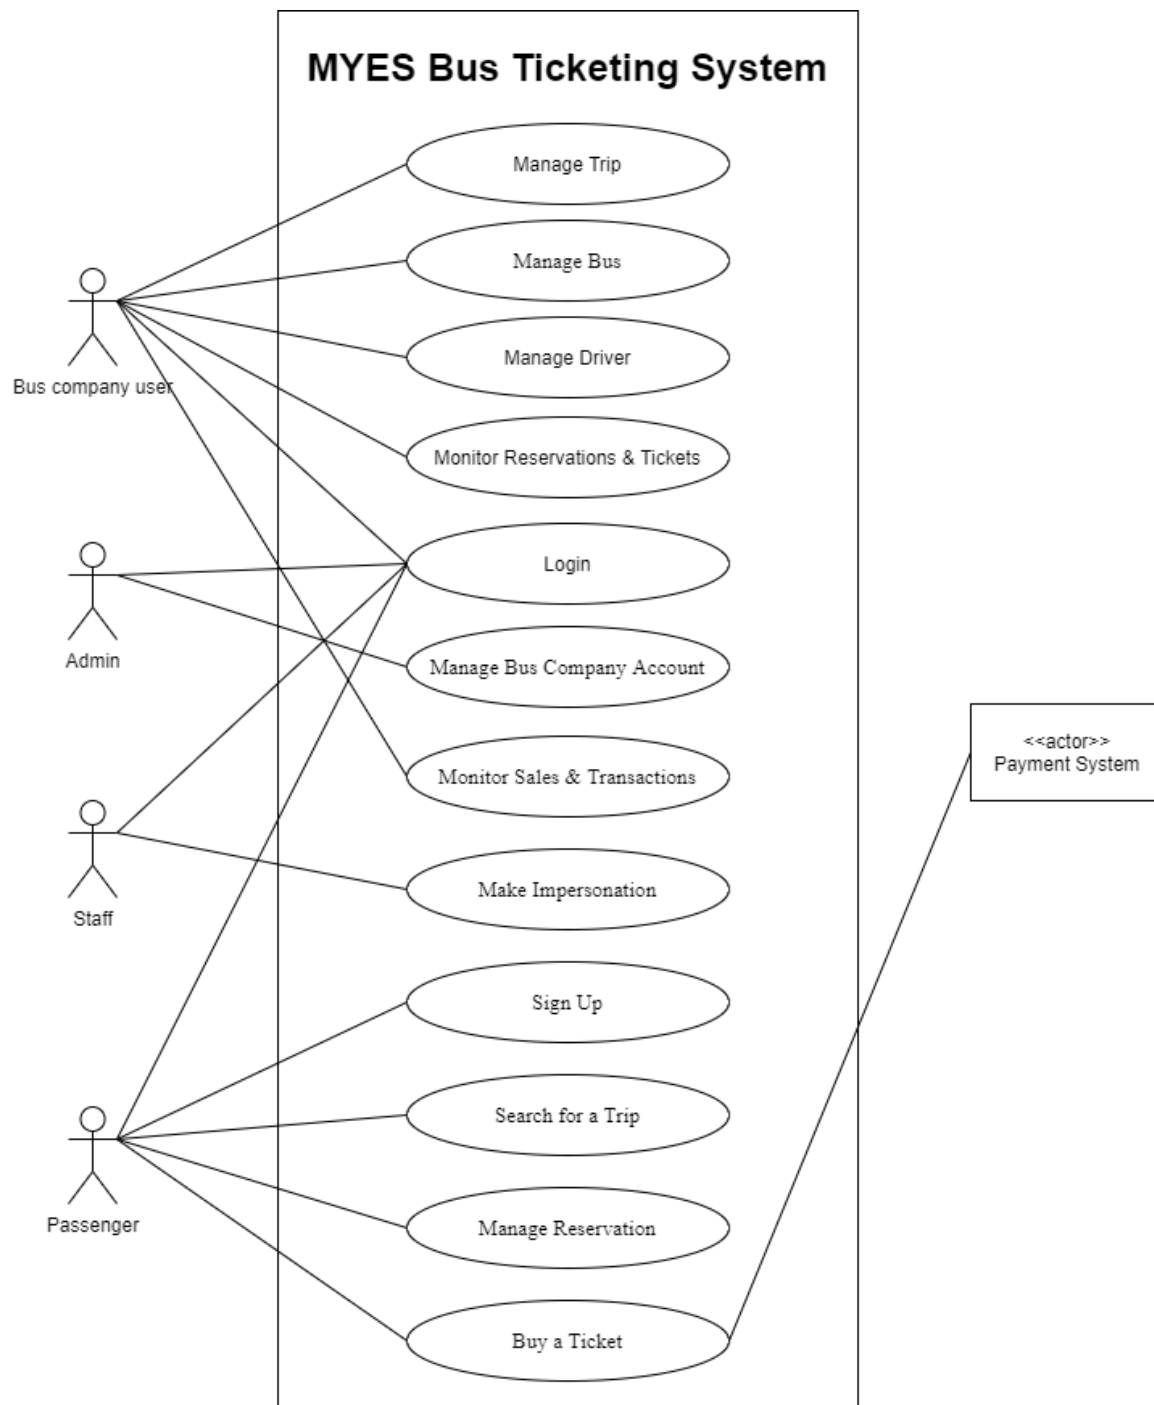 MYES Bus Ticketing System
Manage Trip
Manage Bus
Manage Driver
Bus company user
Monitor Reservations & Tickets
Login
Admin
Manage Bus Company Account
<<actor>>
Payment System
Monitor Sales & Transactions
Make Impersonation
Staff
Sign Up
Search for a Trip
Passenger
Manage Reservation
Buy a Ticket